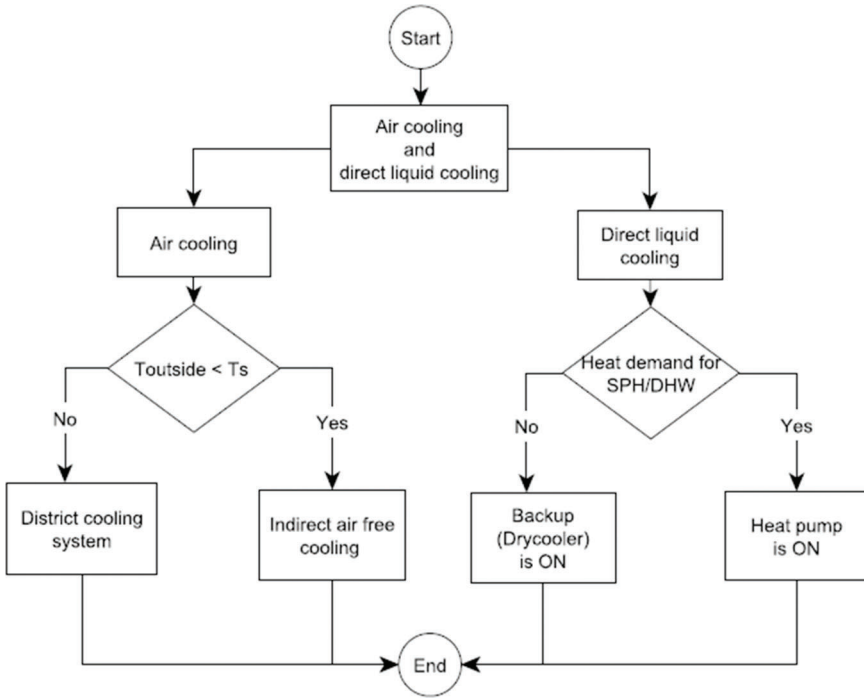 Start
Air cooling
and
direct liquid cooling
Air cooling
Direct liquid
cooling
Toutside < Ts
Heat demand for
SPH/DHW
No
Yes
No
Yes
District cooling
system
Indirect air free
cooling
Backup
(Drycooler)
is ON
Heat pump
is ON
End